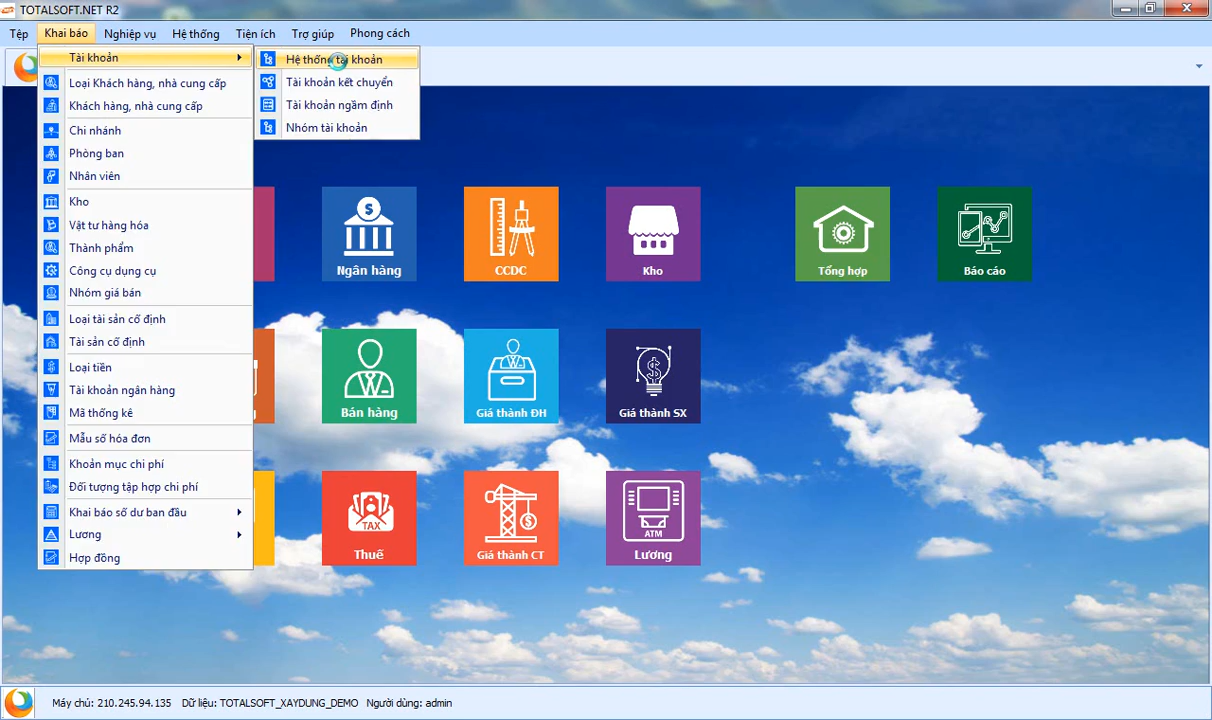 TOTALSOFT.NET R2
Tệp Khai báo Nghiệp vụ Hệ thống Tiện ích Trợ giúp Phong cách
Tài khoản
Loại Khách hàng, nhà cung cấp
Khách hàng, nhà cung cấp
Chi nhánh
Phòng ban
Nhân viên
Kho
Vật tư hàng hóa
Thành phẩm
Công cụ dụng cụ
Nhóm giá bán
Loại tài sản cố định
Tài sản cố định
Loại tiền
Tài khoản ngân hàng
Mã thống kê
Mẫu số hóa đơn
Khoản mục chi phí
Đối tượng tập hợp chi phí
Khai báo số dư ban đầu
Lương
Hợp đồng
Hệ thống tài khoản
Tài khoản kết chuyển
Tài khoản ngầm định
Nhóm tài khoản
Ngân hàng
CCDC
Kho
Tổng hợp
Báo cáo
Bán hàng
Giá thành ĐH
Giá thành SX
TAX
Thuế
Giá thành CT
ATM
Lương
Máy chủ: 210.245.94.135 Dữ liệu: TOTALSOFT_XAYDUNG_DEMO Người dùng: admin